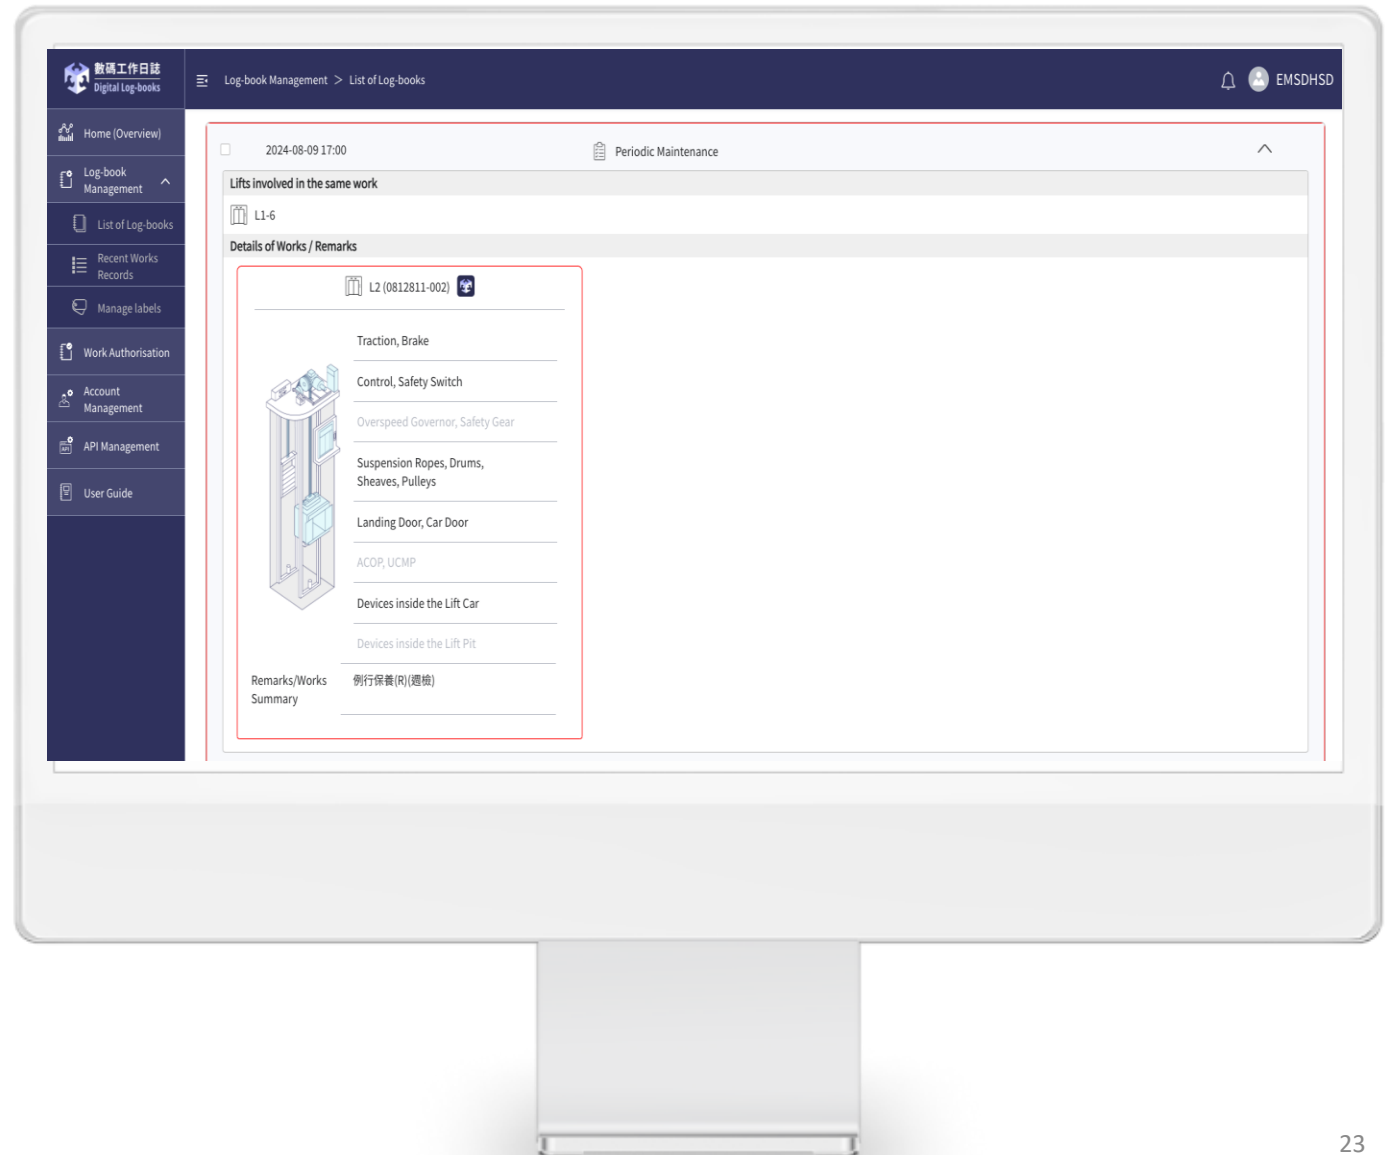 數碼工作日誌
Digital Log-books
Log-book Management > List of Log-books
EMSDHSD
Home (Overview)
Log-book
Management
List of Log-books
Recent Works
Records
Manage labels
Work Authorisation
Account
Management
API Management
User Guide
2024-08-09 17:00
Periodic Maintenance
Lifts involved in the same work
L1-6
Details of Works / Remarks
L2 (0812811-002)
Traction, Brake
Control, Safety Switch
Overspeed Governor, Safety Gear
Suspension Ropes, Drums,
Sheaves, Pulleys
Landing Door, Car Door
ACOP, UCMP
Devices inside the Lift Car
Devices inside the Lift Pit
Remarks/Works
Summary
例行保養(R)(週檢)
23